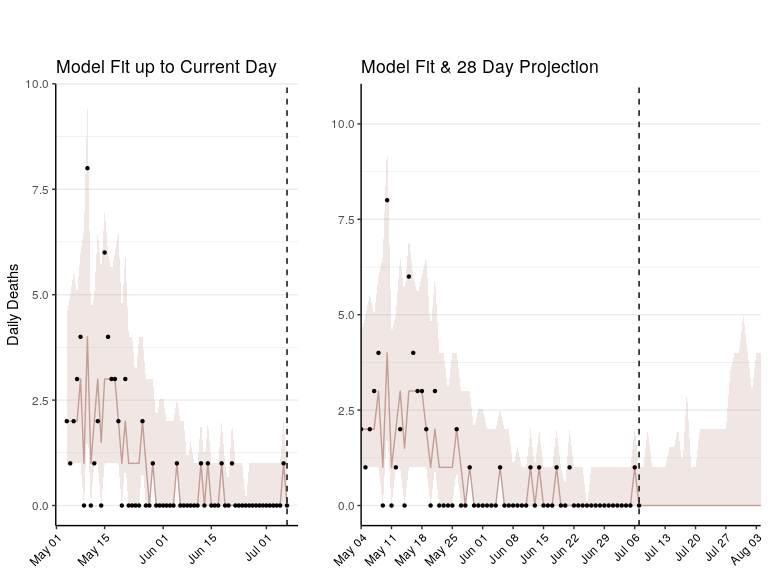 Model Fit up to Current Day
Daily Deaths
10.0
7.5
5.0
2.5
0.0
May 01
May 15
Jun 01
Jun 15
Jul 01
Model Fit & 28 Day Projection
10.0
7.5
5.0
2.5
0.0
May 04
May 11
May 18
May 25
Jun 01
Jun 08
Jun 15
Jun 22
Jun 29
Jul 06
Jul 13
Jul 20
Jul 27
Aug 03